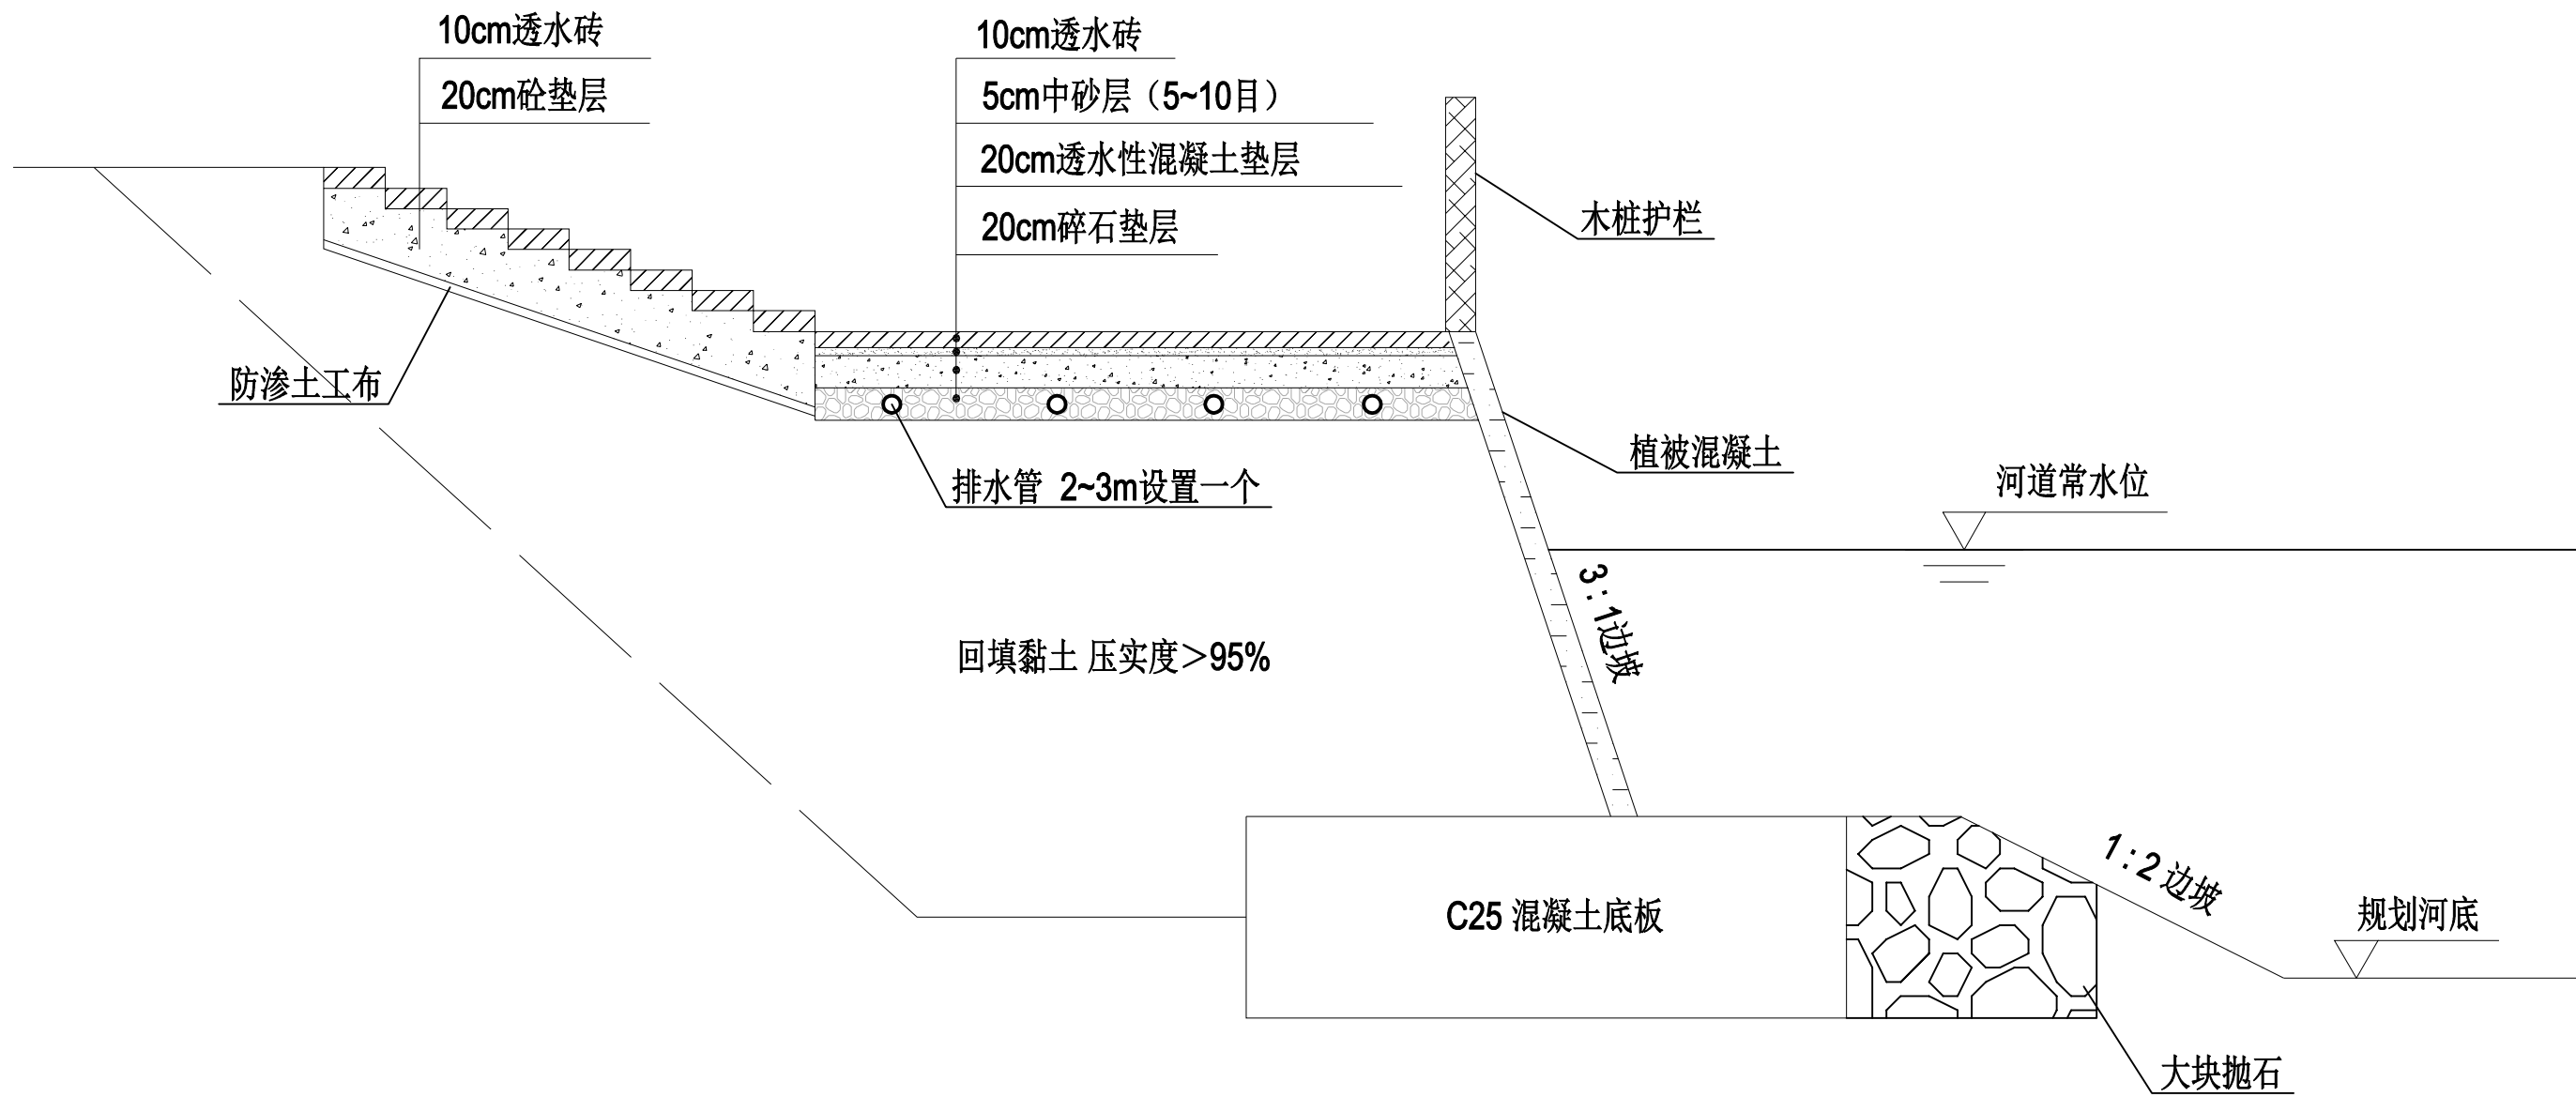 10cm透水砖
20cm砼垫层
10cm透水砖
5cm中砂层（5~10目）
20cm透水性混凝土垫层
20cm碎石垫层
木桩护栏
防渗土工布
排水管 2~3m设置一个
植被混凝土
河道常水位
3:1边坡
回填黏土 压实度>95%
1:2边坡
C25 混凝土底板
规划河底
大块抛石